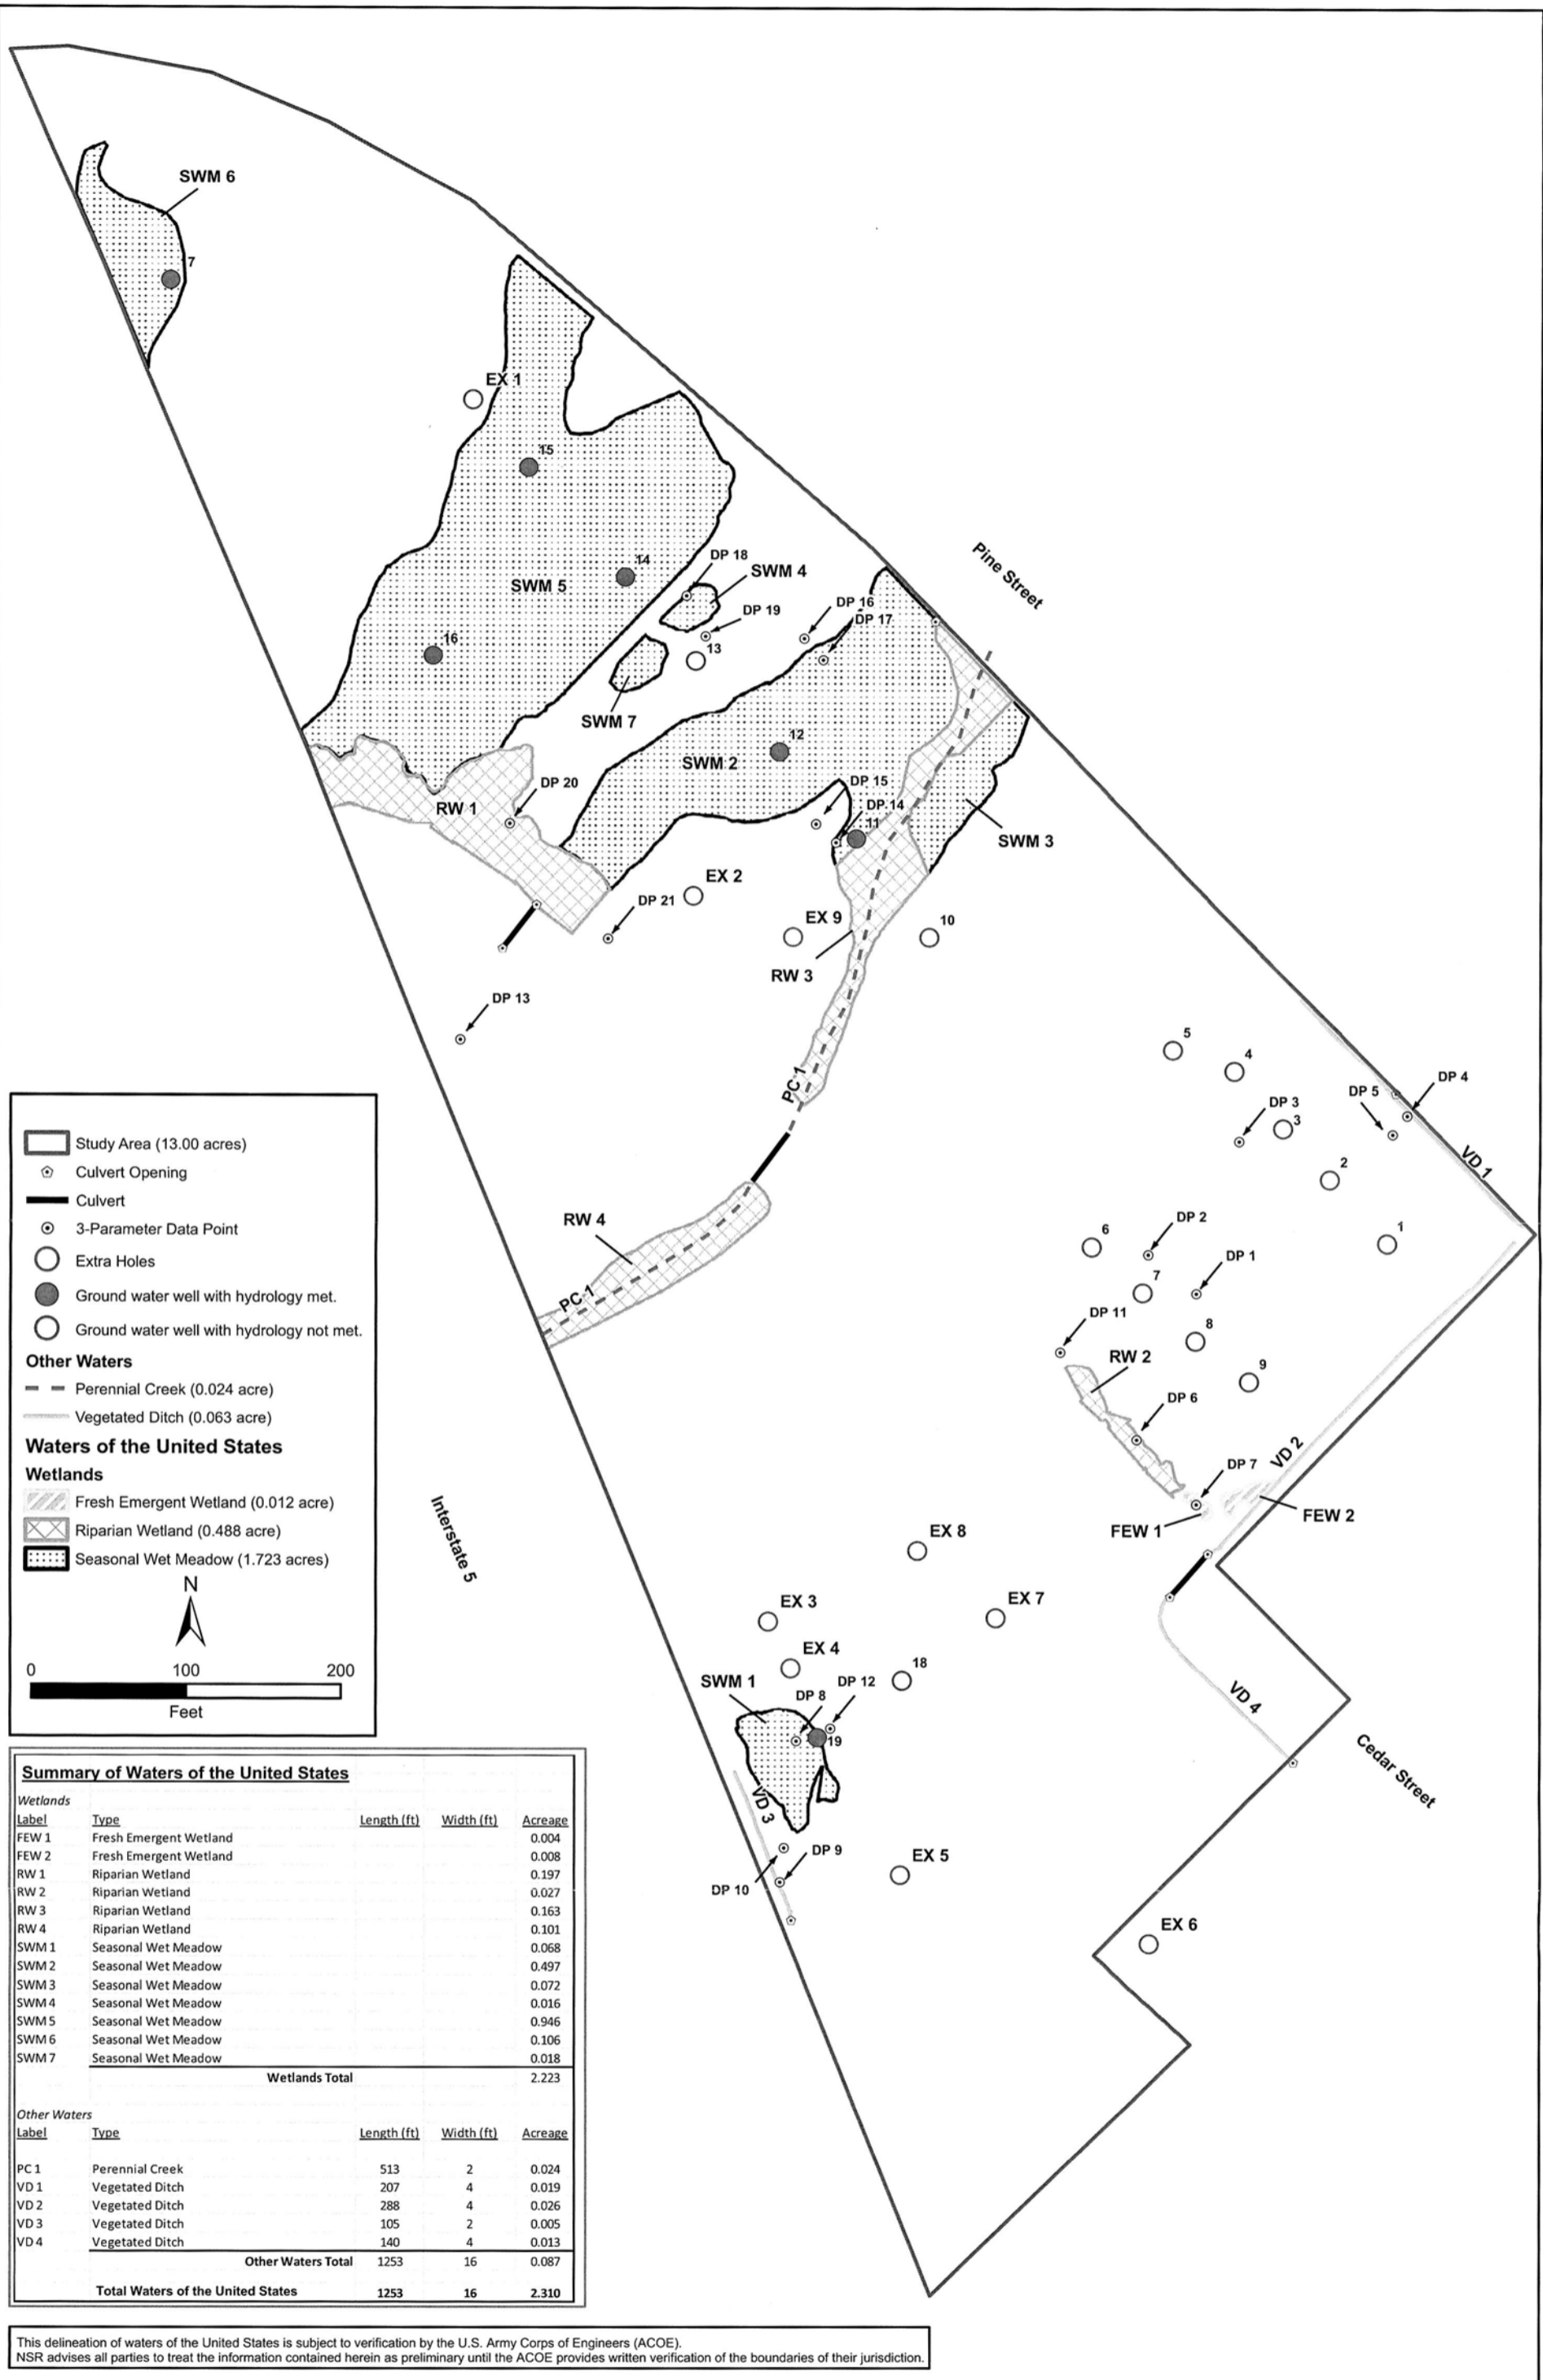 SWM 6
7
EX 1
15
Pine Street
14
DP 18
SWM 4
SWM 5
DP 16
DP 19
DP 17
16
13
SWM 7
12
SWM 2
DP 20
DP 15
RW 1
DP 14
11
SWM 3
EX 2
DP 21
EX 9
10
RW 3
DP 13
5
4
PC 1
DP 4
DP 5
DP 3
3
VD 1
2
RW 4
6
DP 2
1
DP 1
7
PC 1
DP 11
8
RW 2
9
DP 6
VD 2
DP 7
FEW 2
FEW 1
Interstate 5
EX 8
EX 3
EX 7
EX 4
18
SWM 1
DP 12
DP 8
VD 4
19
Cedar Street
VD 3
DP 9
EX 5
DP 10
EX 6
Study Area (13.00 acres)
Culvert Opening
Culvert
3-Parameter Data Point
Extra Holes
Ground water well with hydrology met.
Ground water well with hydrology not met.
Other Waters
Perennial Creek (0.024 acre)
Vegetated Ditch (0.063 acre)
Waters of the United States
Wetlands
Fresh Emergent Wetland (0.012 acre)
Riparian Wetland (0.488 acre)
Seasonal Wet Meadow (1.723 acres)
N
0 100 200
Feet
Summary of Waters of the United States
Wetlands
Label Type Length (ft) Width (ft) Acreage
FEW 1 Fresh Emergent Wetland 0.004
FEW 2 Fresh Emergent Wetland 0.008
RW 1 Riparian Wetland 0.197
RW 2 Riparian Wetland 0.027
RW 3 Riparian Wetland 0.163
RW 4 Riparian Wetland 0.101
SWM 1 Seasonal Wet Meadow 0.068
SWM 2 Seasonal Wet Meadow 0.497
SWM 3 Seasonal Wet Meadow 0.072
SWM 4 Seasonal Wet Meadow 0.016
SWM 5 Seasonal Wet Meadow 0.946
SWM 6 Seasonal Wet Meadow 0.106
SWM 7 Seasonal Wet Meadow 0.018
Wetlands Total 2.223
Other Waters
Label Type Length (ft) Width (ft) Acreage
PC 1 Perennial Creek 513 2 0.024
VD 1 Vegetated Ditch 207 4 0.019
VD 2 Vegetated Ditch 288 4 0.026
VD 3 Vegetated Ditch 105 2 0.005
VD 4 Vegetated Ditch 140 4 0.013
Other Waters Total 1253 16 0.087
Total Waters of the United States 1253 16 2.310
This delineation of waters of the United States is subject to verification by the U.S. Army Corps of Engineers (ACOE).
NSR advises all parties to treat the information contained herein as preliminary until the ACOE provides written verification of the boundaries of their jurisdiction.